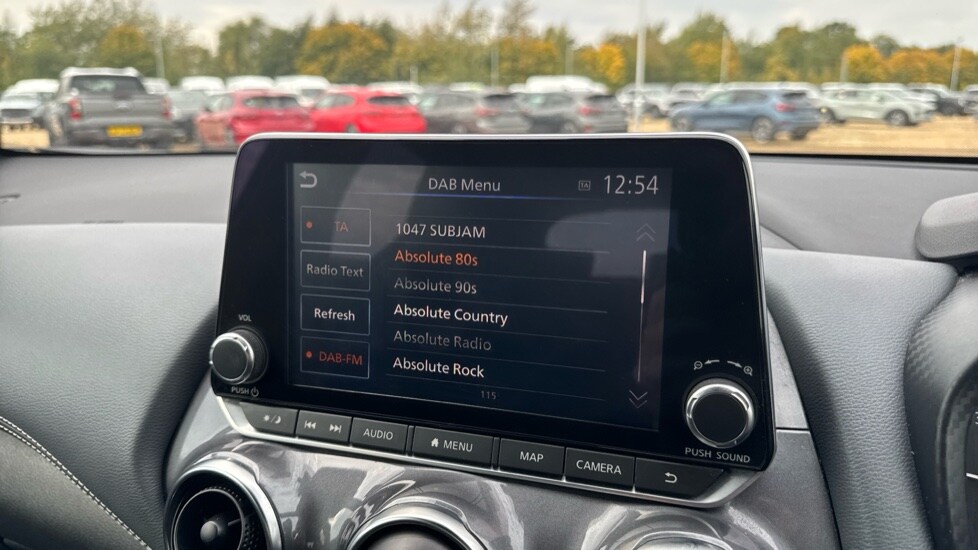 DAB Menu TA 12:54
TA
Radio Text
Refresh
DAB-FM
1047 SUBJAM
Absolute 80s
Absolute 90s
Absolute Country
Absolute Radio
Absolute Rock
115
VOL
PUSH
PUSH SOUND
AUDIO
MENU
MAP
CAMERA